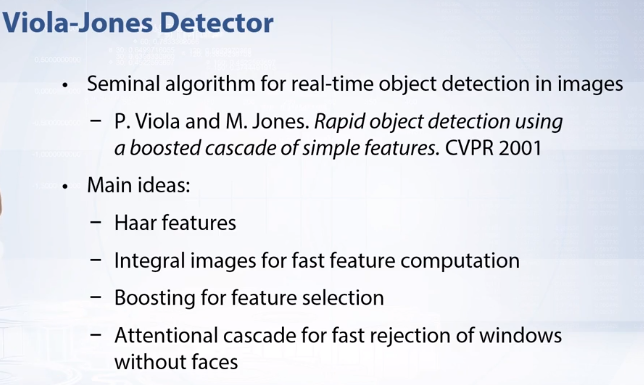 Viola-Jones Detector
• Seminal algorithm for real-time object detection in images
– P. Viola and M. Jones. Rapid object detection using
a boosted cascade of simple features. CVPR 2001
• Main ideas:
– Haar features
– Integral images for fast feature computation
– Boosting for feature selection
– Attentional cascade for fast rejection of windows
without faces